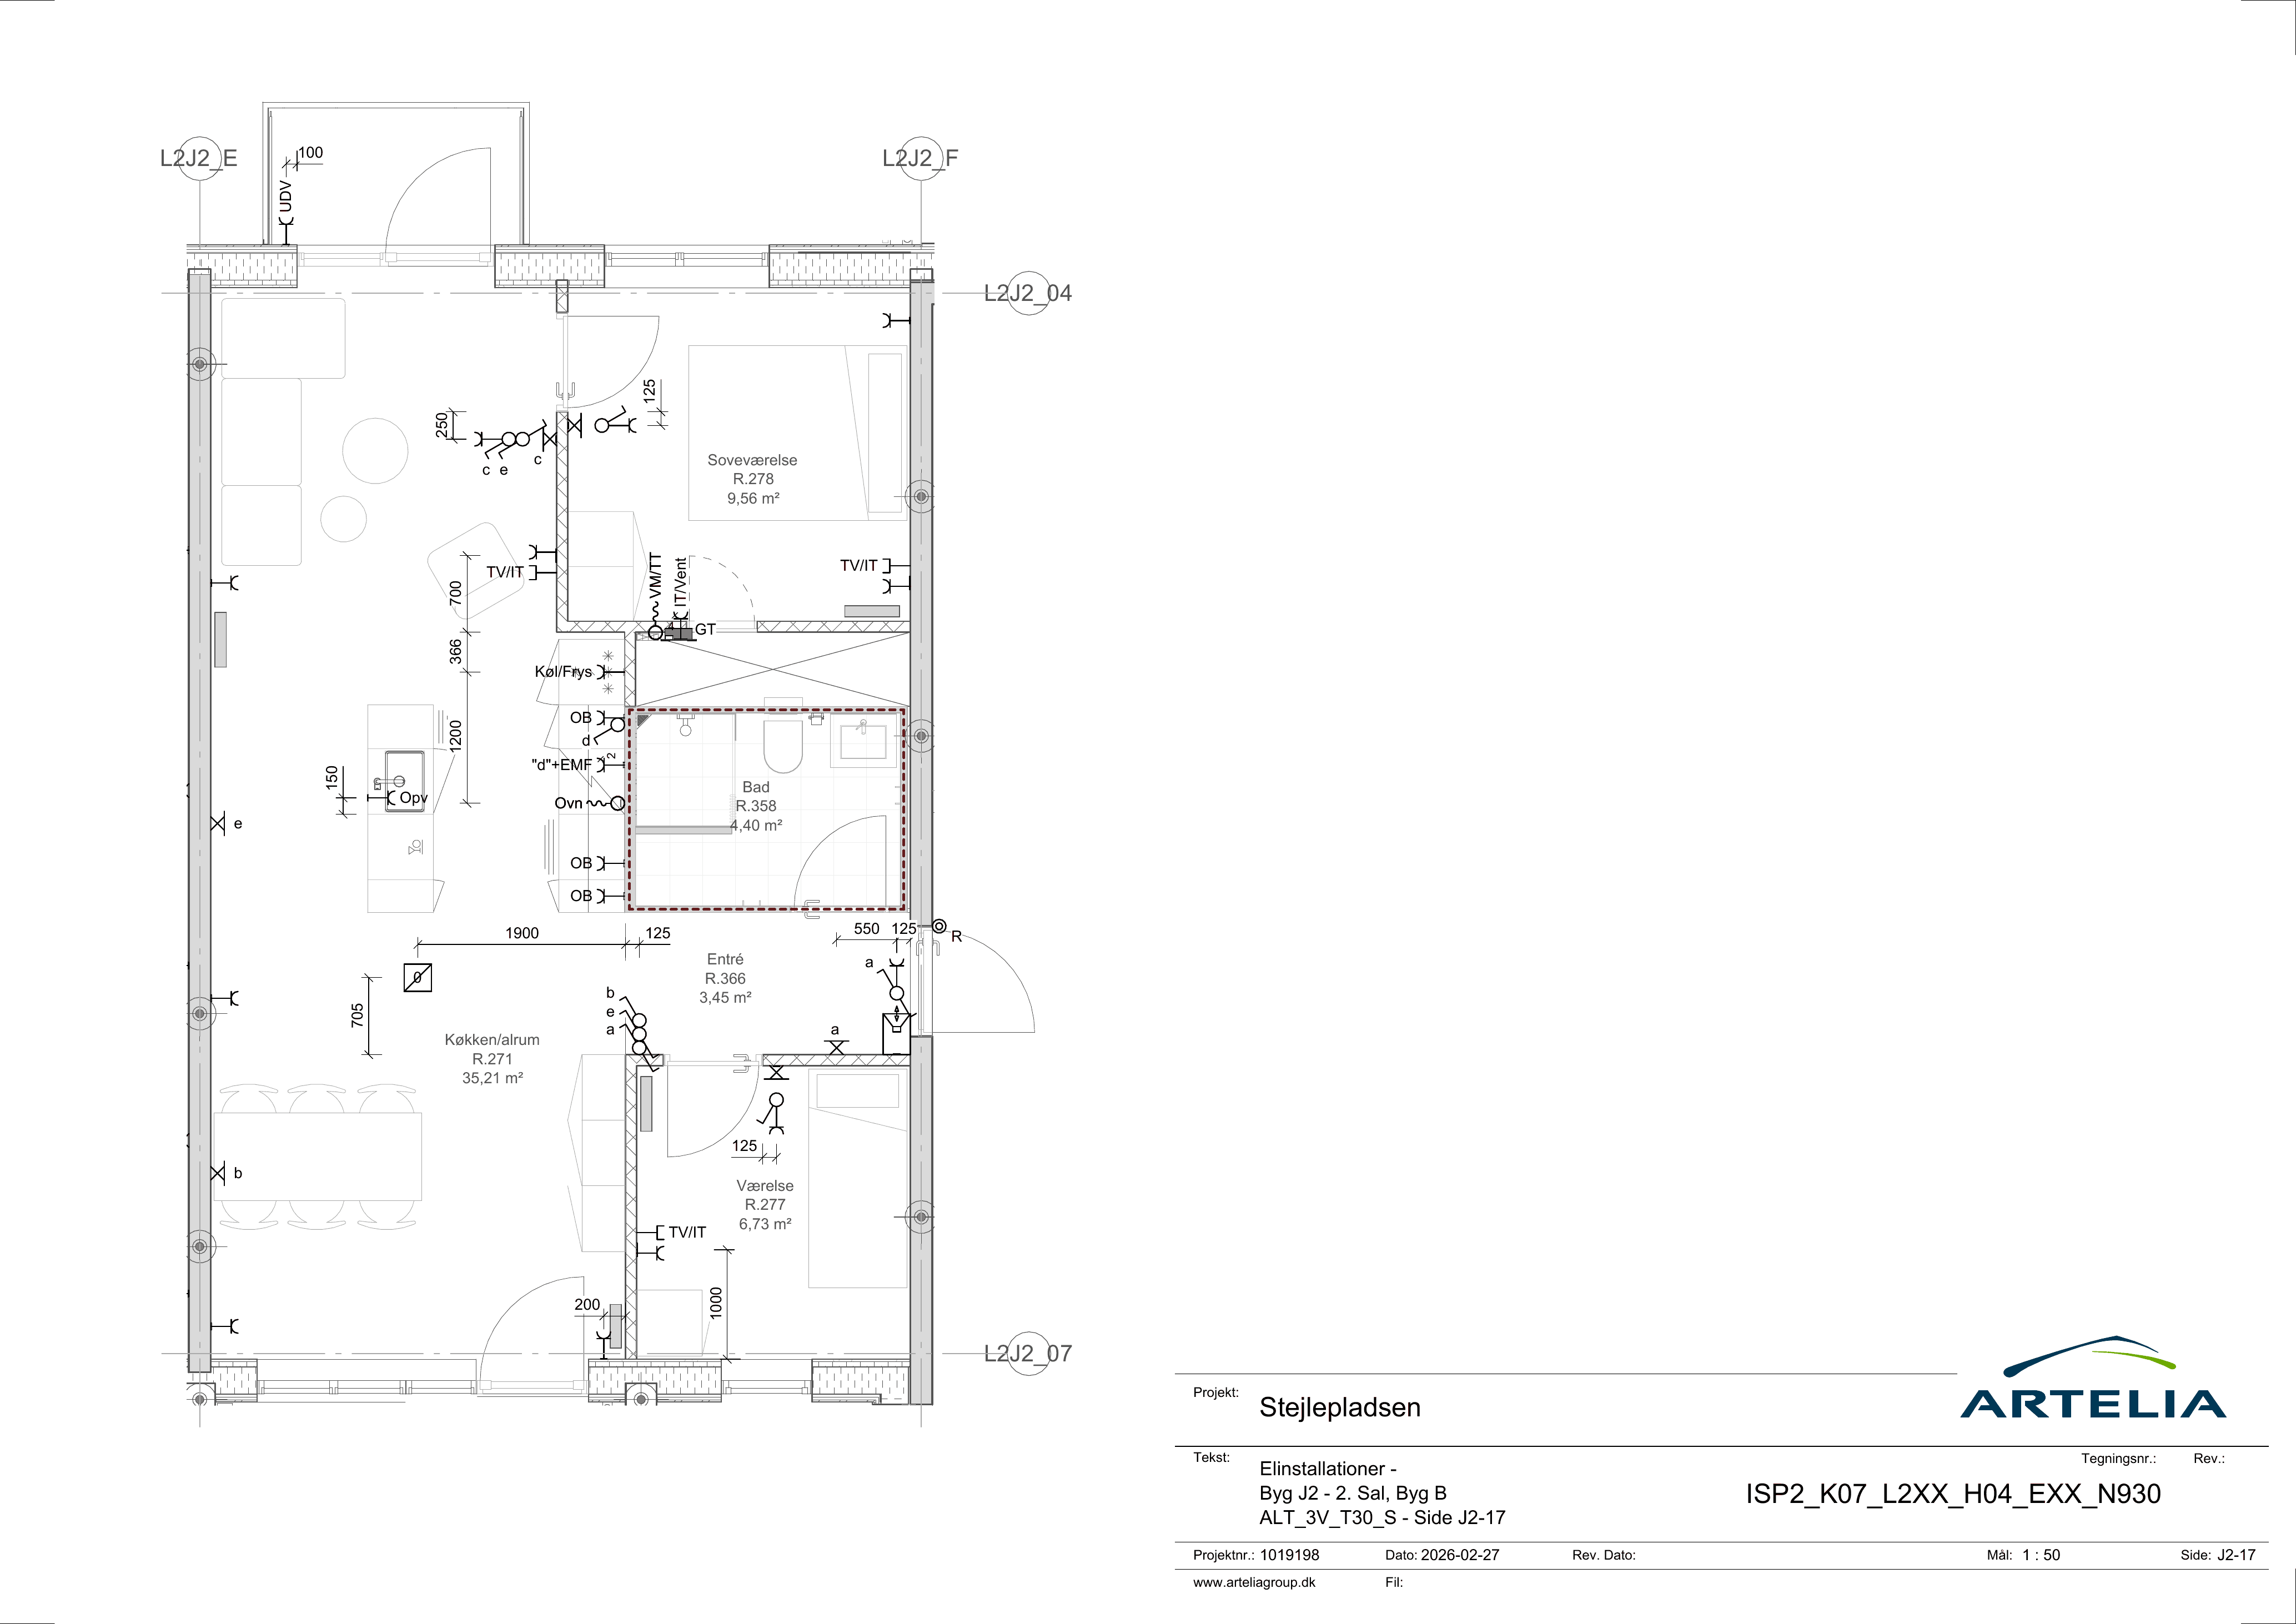 L2J2_E
100
L2J2_F
UDV
L2J2_04
125
250
c
c e
Soveværelse
R.278
9,56 m²
TV/IT
TV/IT
VM/TT
IT/Vent
700
4
GT
366
Køl/Frys
OB
d
1200
2
"d"+EMF
150
Bad
R.358
4,40 m²
Opv
Ovn
e
OB
OB
1900
125
550
125
R
Entré
R.366
3,45 m²
a
0
b
e
a
705
a
Køkken/alrum
R.271
35,21 m²
125
b
Værelse
R.277
6,73 m²
TV/IT
200
1000
L2J2_07
ARTELIA
Projekt:
Stejlepladsen
Tekst:
Elinstallationer -
Byg J2 - 2. Sal, Byg B
ALT_3V_T30_S - Side J2-17
Tegningsnr.:
Rev.:
ISP2_K07_L2XX_H04_EXX_N930
Projektnr.: 1019198
Dato: 2026-02-27
Rev. Dato:
Mål: 1 : 50
Side: J2-17
www.arteliagroup.dk
Fil: